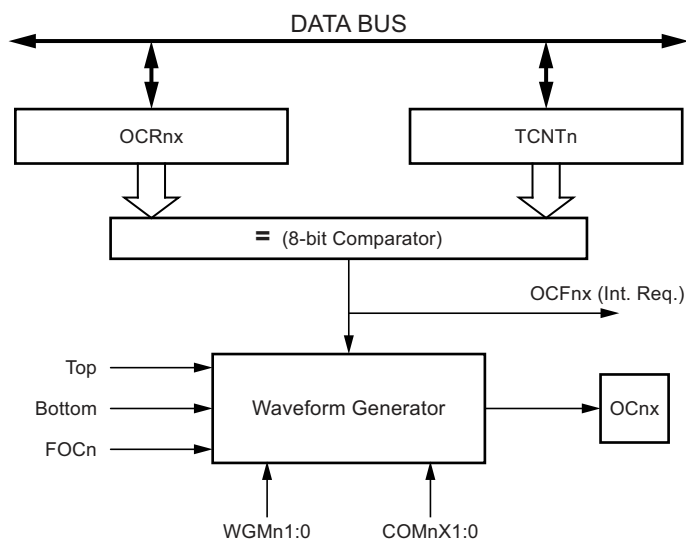 DATA BUS
OCRnx
TCNTn
= (8-bit Comparator)
OCFnx (Int. Req.)
Top
Bottom
FOCn
Waveform Generator
OCnx
WGMn1:0
COMnX1:0